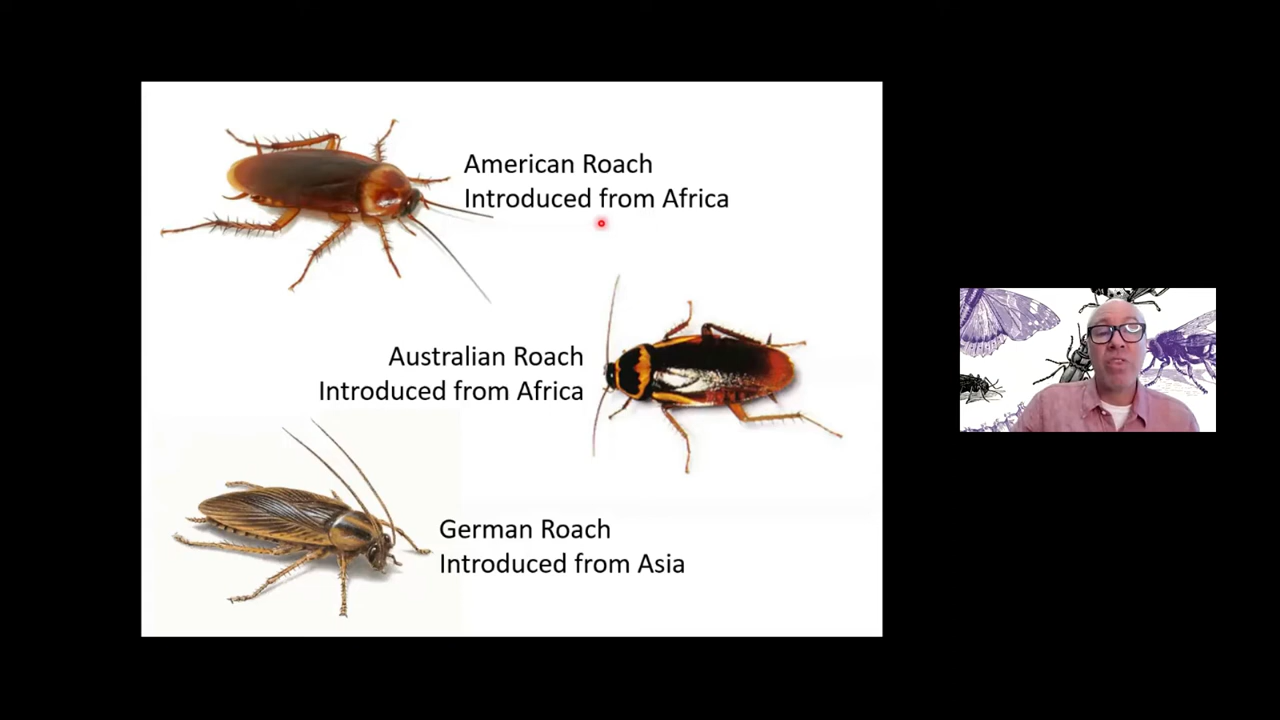 American Roach
Introduced from Africa
Australian Roach
Introduced from Africa
German Roach
Introduced from Asia